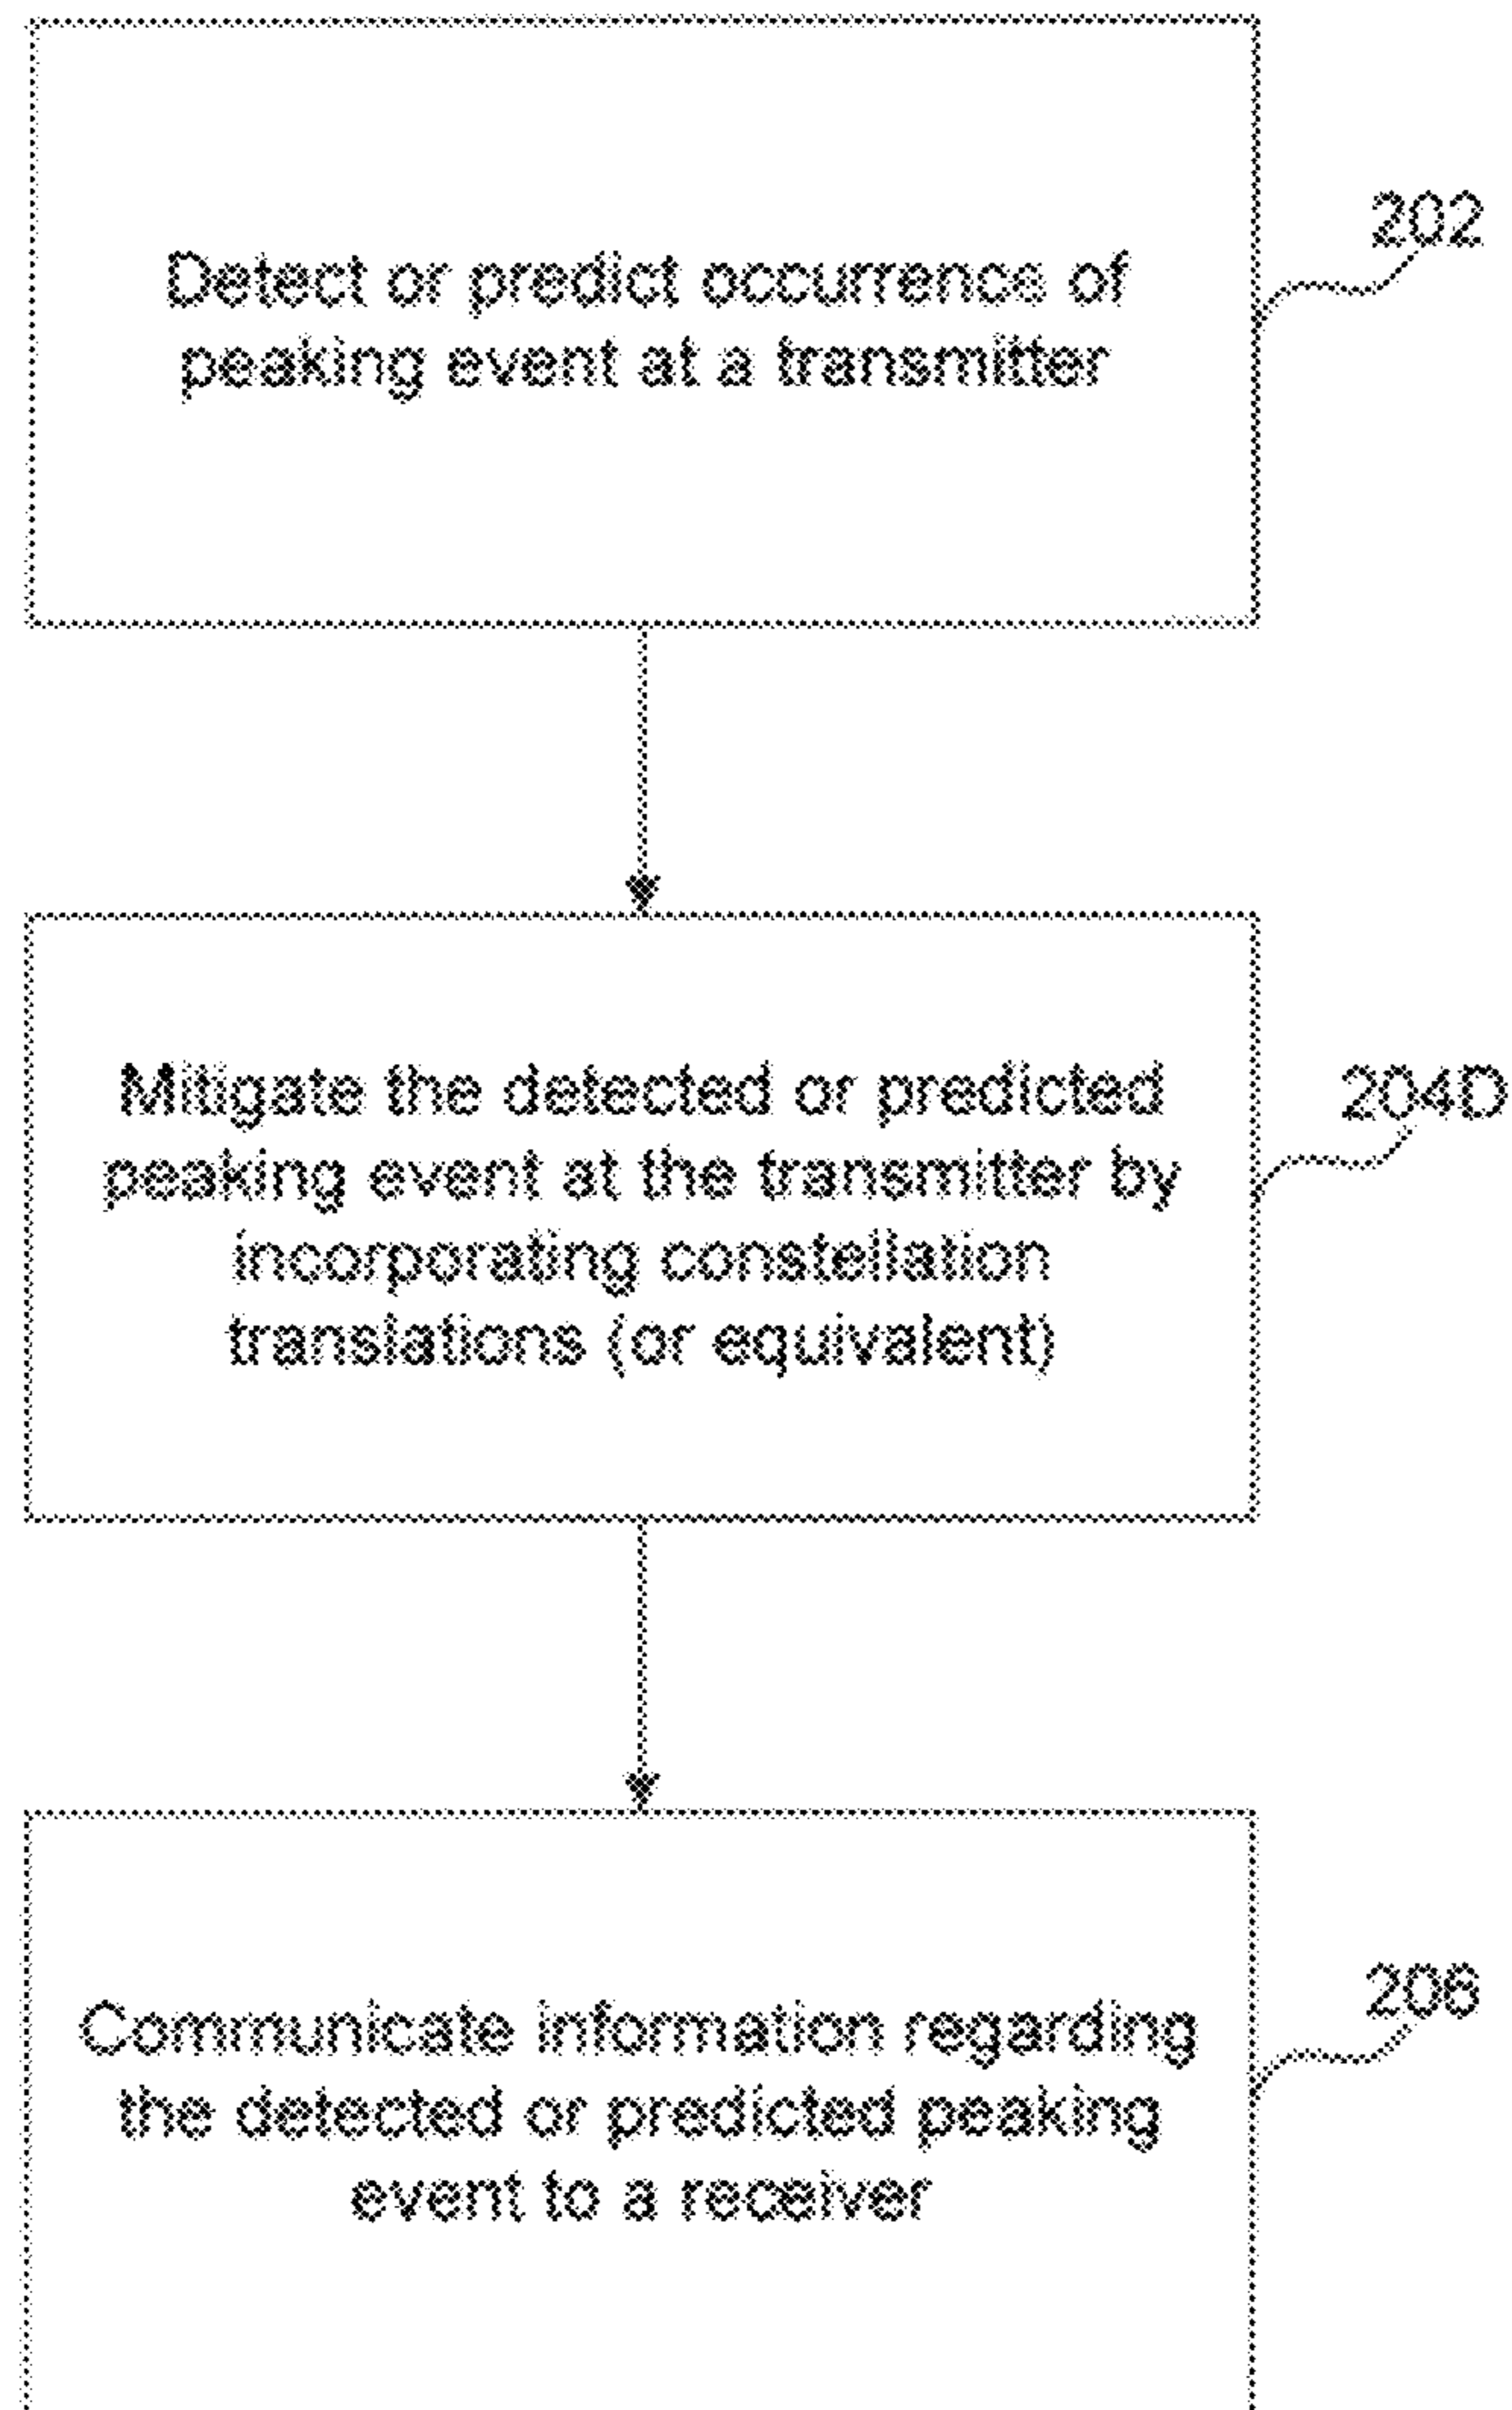 202
Detect or predict occurrence of
peaking event at a transmitter
204D
Mitigate the detected or predicted
peaking event at the transmitter by
incorporating constellation
translations (or equivalent)
206
Communicate information regarding
the detected or predicted peaking
event to a receiver